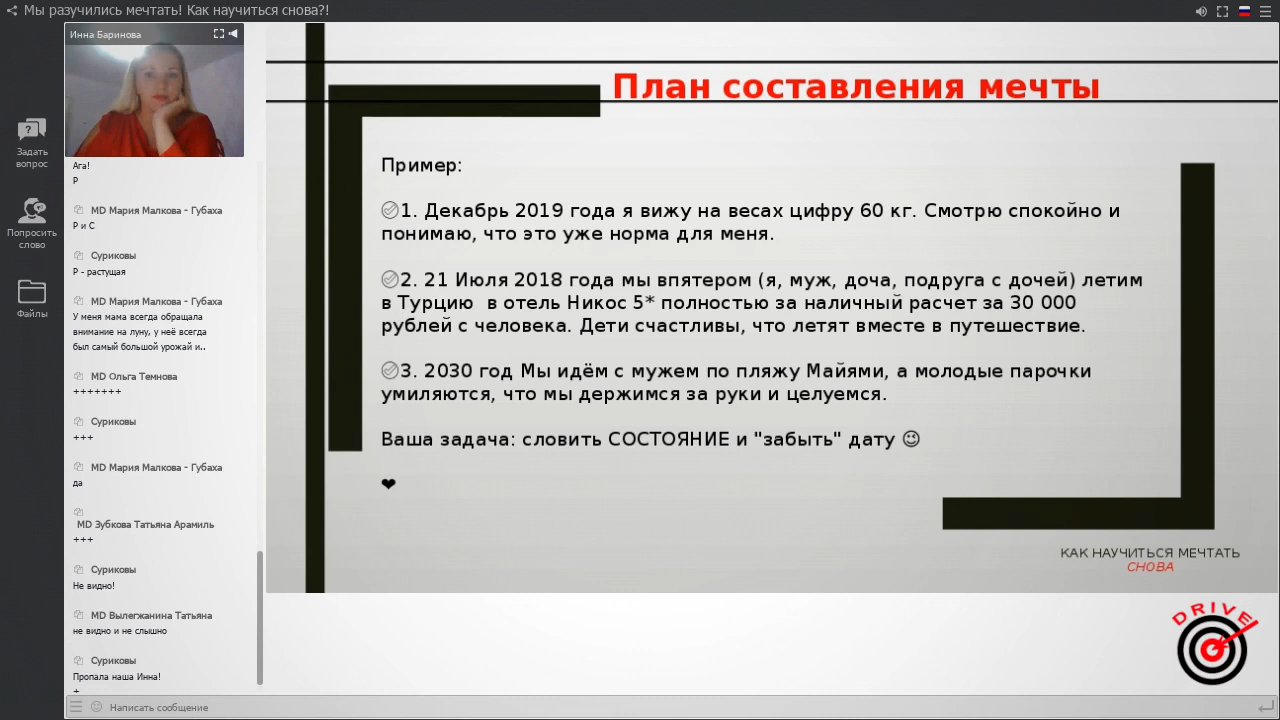 Мы разучились мечтать! Как научиться снова?!
Инна Баринова
Задать
вопрос
Попросить
слово
Файлы
Ага!
Р
MD Мария Малкова - Губаха
Р и С
Суриковы
Р - растущая
MD Мария Малкова - Губаха
У меня мама всегда обращала
внимание на луну, у неё всегда
был самый большой урожай и..
MD Ольга Темнова
+++++++
Суриковы
+++
MD Мария Малкова - Губаха
да
MD Зубкова Татьяна Арамиль
+++
Суриковы
Не видно!
MD Вылегжанина Татьяна
не видно и не слышно
Суриковы
Пропала наша Инна!
+
Написать сообщение
План составления мечты
Пример:
1. Декабрь 2019 года я вижу на весах цифру 60 кг. Смотрю спокойно и
понимаю, что это уже норма для меня.
2. 21 Июля 2018 года мы впятером (я, муж, доча, подруга с дочей) летим
в Турцию в отель Никос 5* полностью за наличный расчет за 30 000
рублей с человека. Дети счастливы, что летят вместе в путешествие.
3. 2030 год Мы идём с мужем по пляжу Майями, а молодые парочки
умиляются, что мы держимся за руки и целуемся.
Ваша задача: словить СОСТОЯНИЕ и "забыть" дату 😉
❤
КАК НАУЧИТЬСЯ МЕЧТАТЬ
СНОВА
DRIVE